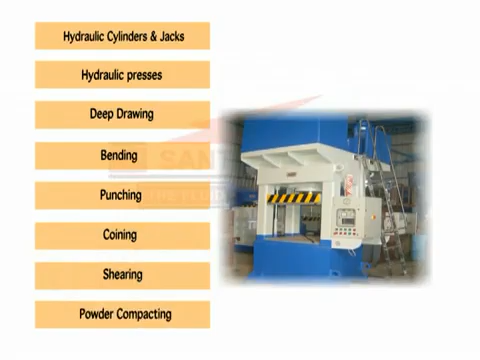 Hydraulic Cylinders & Jacks
Hydraulic presses
Deep Drawing
Bending
Punching
Coining
Shearing
Powder Compacting